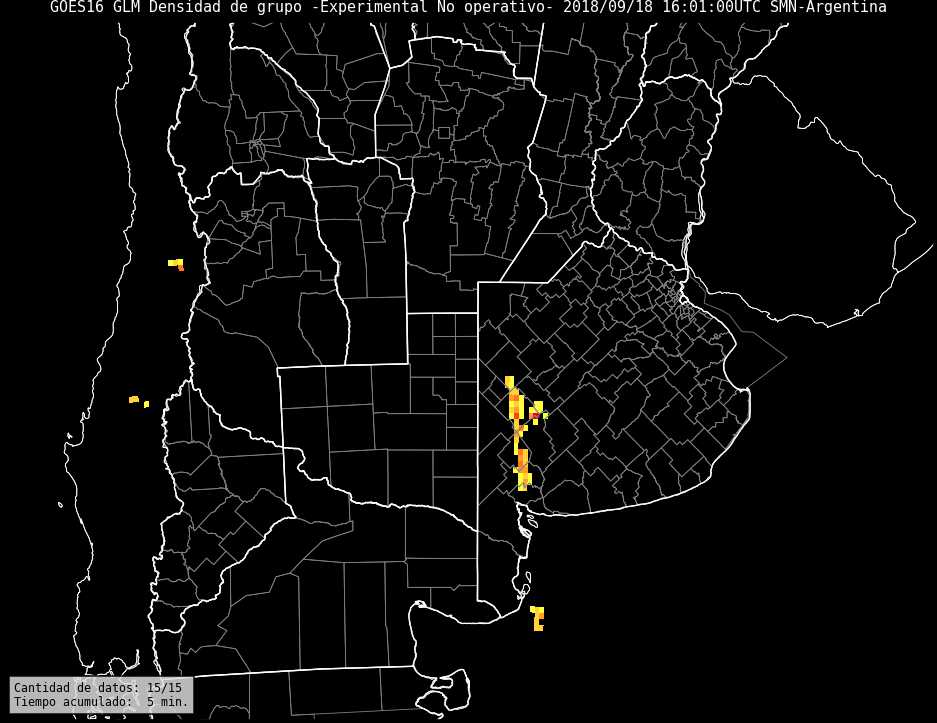 GOES16 GLM Densidad de grupo -Experimental No operativo- 2018/09/18 16:01:00UTC SMN-Argentina
Cantidad de datos: 15/15
Tiempo acumulado:  5 min.